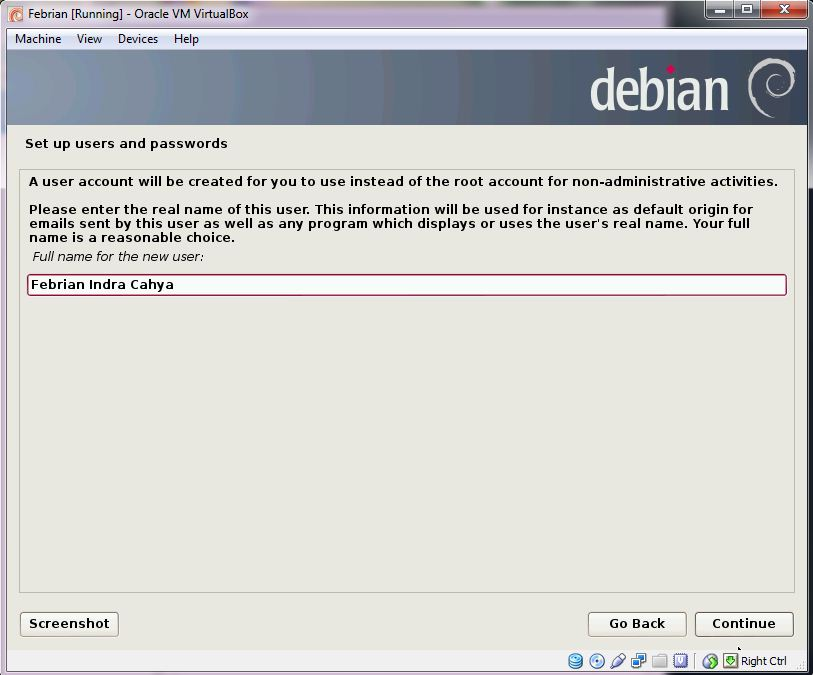 Febrian [Running] - Oracle VM VirtualBox
Machine View Devices Help
debian
Set up users and passwords
A user account will be created for you to use instead of the root account for non-administrative activities.
Please enter the real name of this user. This information will be used for instance as default origin for
emails sent by this user as well as any program which displays or uses the user's real name. Your full
name is a reasonable choice.
Full name for the new user:
Febrian Indra Cahya
Screenshot Go Back Continue
Right Ctrl